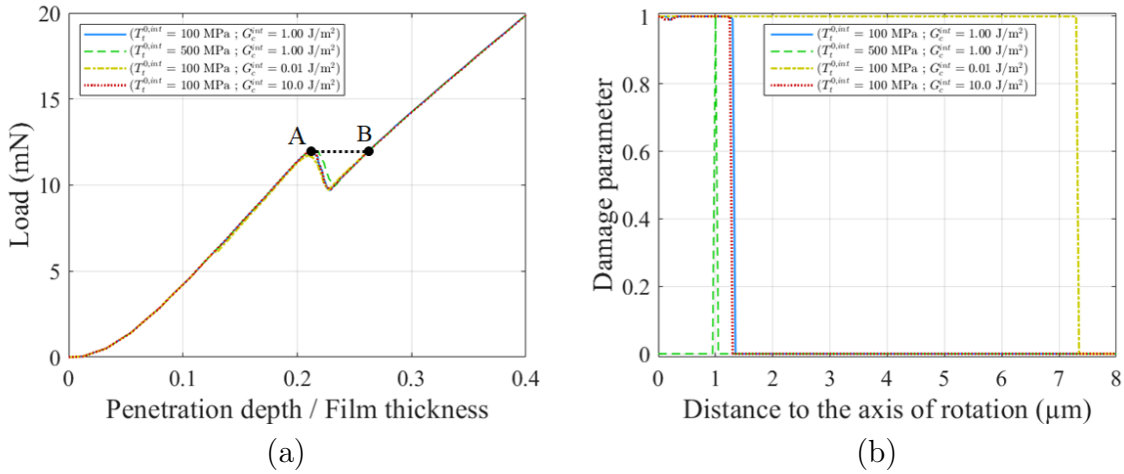 20
15
10
5
0
Load (mN)
(T_t^{0,int} = 100 MPa ; G_c^{int} = 1.00 J/m²)
(T_t^{0,int} = 500 MPa ; G_c^{int} = 1.00 J/m²)
(T_t^{0,int} = 100 MPa ; G_c^{int} = 0.01 J/m²)
(T_t^{0,int} = 100 MPa ; G_c^{int} = 10.0 J/m²)
A
B
0 0.1 0.2 0.3 0.4
Penetration depth / Film thickness
(a)
1
0.8
0.6
0.4
0.2
0
Damage parameter
(T_t^{0,int} = 100 MPa ; G_c^{int} = 1.00 J/m²)
(T_t^{0,int} = 500 MPa ; G_c^{int} = 1.00 J/m²)
(T_t^{0,int} = 100 MPa ; G_c^{int} = 0.01 J/m²)
(T_t^{0,int} = 100 MPa ; G_c^{int} = 10.0 J/m²)
0 1 2 3 4 5 6 7 8
Distance to the axis of rotation (µm)
(b)